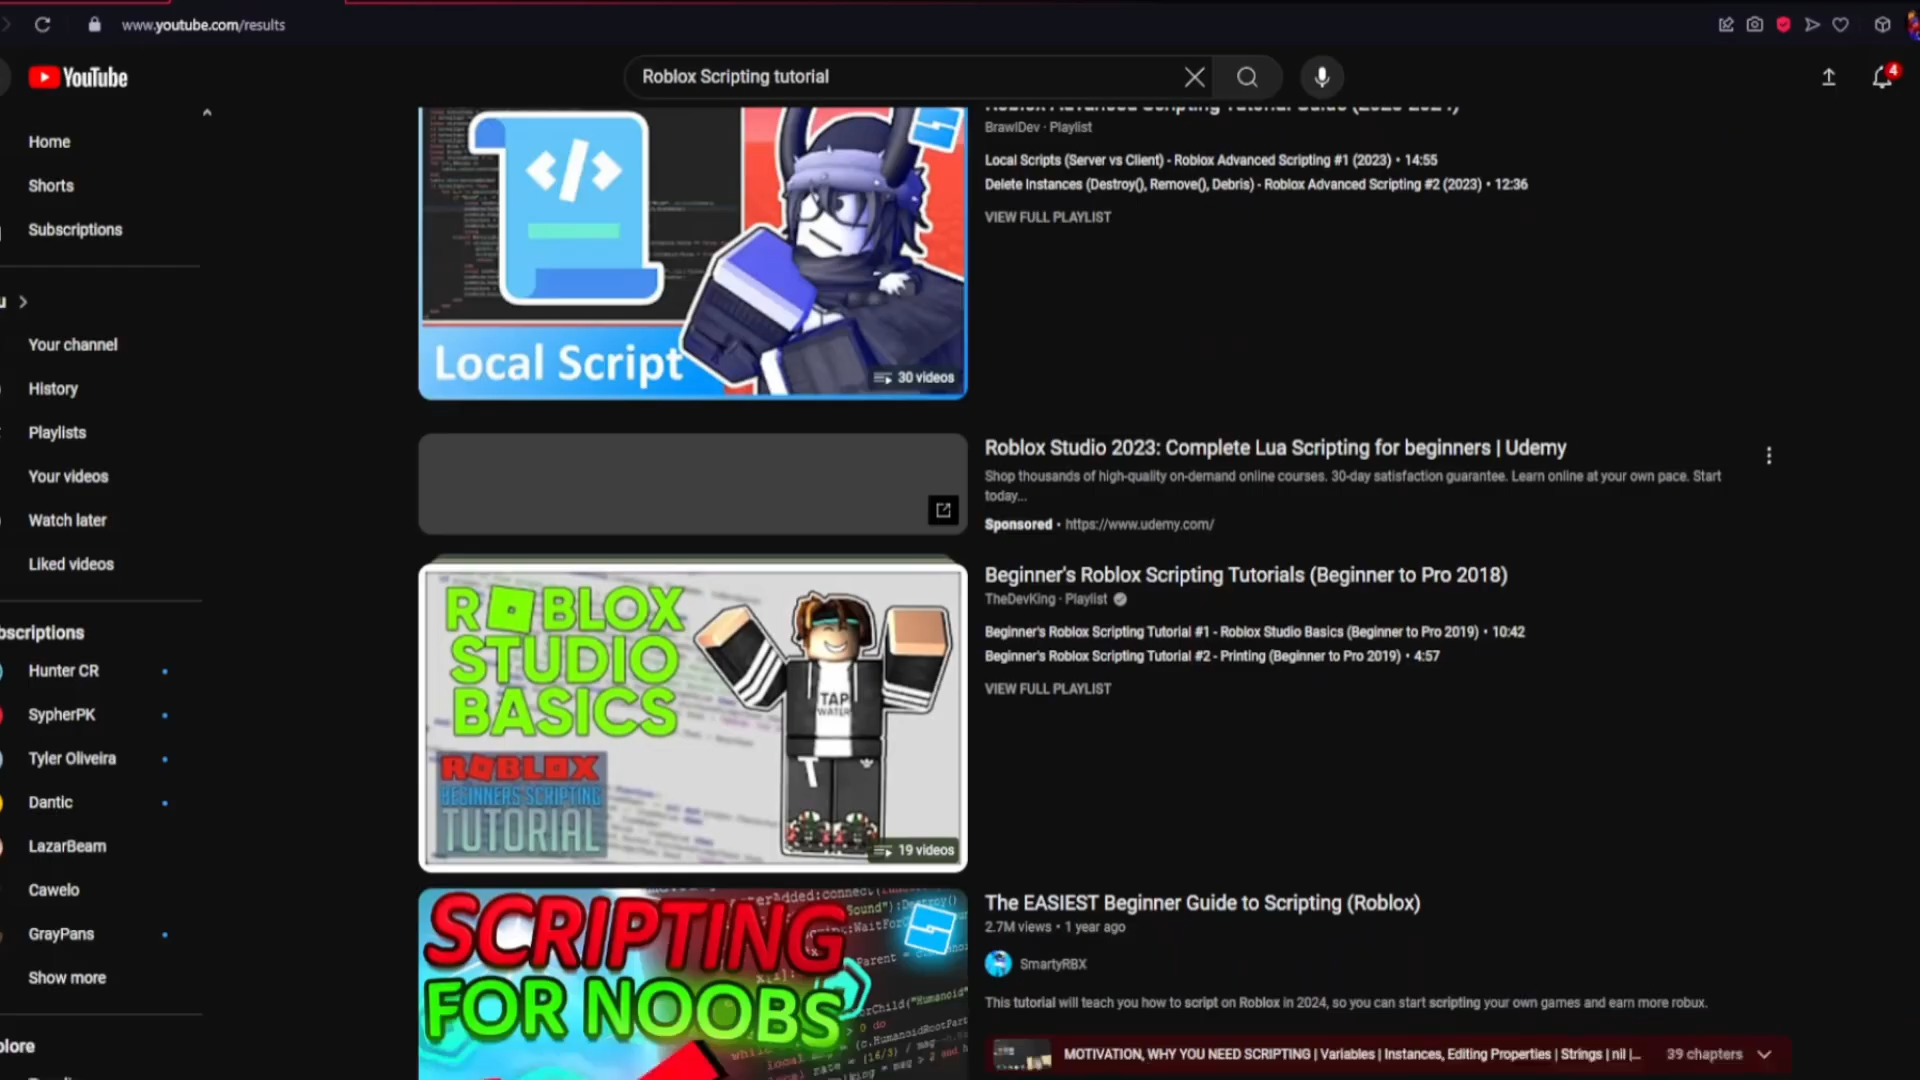 www.youtube.com/results
YouTube
Roblox Scripting tutorial
4
Home
Shorts
Subscriptions
Your channel
History
Playlists
Your videos
Watch later
Liked videos
Hunter CR
SypherPK
Tyler Oliveira
Dantic
LazarBeam
Cawelo
GrayPans
Show more
Local Script
30 videos
BrawlDev · Playlist
Local Scripts (Server vs Client) - Roblox Advanced Scripting #1 (2023) • 14:55
Delete Instances (Destroy(), Remove(), Debris) - Roblox Advanced Scripting #2 (2023) • 12:36
VIEW FULL PLAYLIST
Roblox Studio 2023: Complete Lua Scripting for beginners | Udemy
Shop thousands of high-quality on-demand online courses. 30-day satisfaction guarantee. Learn online at your own pace. Start
today...
Sponsored • https://www.udemy.com/
ROBLOX
STUDIO
BASICS
ROBLOX
BEGINNERS SCRIPTING
TUTORIAL
TAP
WATER
19 videos
Beginner's Roblox Scripting Tutorials (Beginner to Pro 2018)
TheDevKing · Playlist
Beginner's Roblox Scripting Tutorial #1 - Roblox Studio Basics (Beginner to Pro 2019) • 10:42
Beginner's Roblox Scripting Tutorial #2 - Printing (Beginner to Pro 2019) • 4:57
VIEW FULL PLAYLIST
SCRIPTING
FOR NOOBS
The EASIEST Beginner Guide to Scripting (Roblox)
2.7M views • 1 year ago
SmartyRBX
This tutorial will teach you how to script on Roblox in 2024, so you can start scripting your own games and earn more robux.
MOTIVATION, WHY YOU NEED SCRIPTING | Variables | Instances, Editing Properties | Strings | nil |...
39 chapters